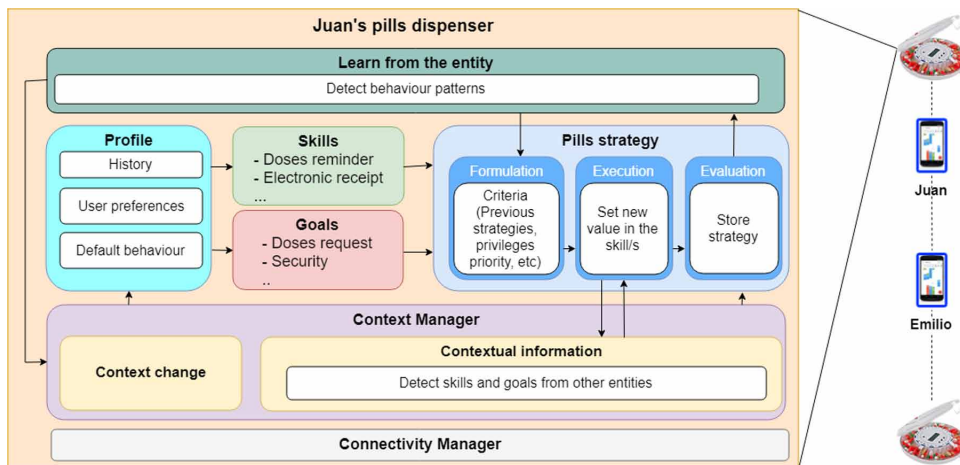 Juan's pills dispenser
Learn from the entity
Detect behaviour patterns
Profile
History
User preferences
Default behaviour
Skills
- Doses reminder
- Electronic receipt
...
Goals
- Doses request
- Security
..
Pills strategy
Formulation
Criteria
(Previous
strategies,
privileges
priority, etc)
Execution
Set new
value in the
skill/s
Evaluation
Store
strategy
Context Manager
Context change
Contextual information
Detect skills and goals from other entities
Connectivity Manager
Juan
Emilio